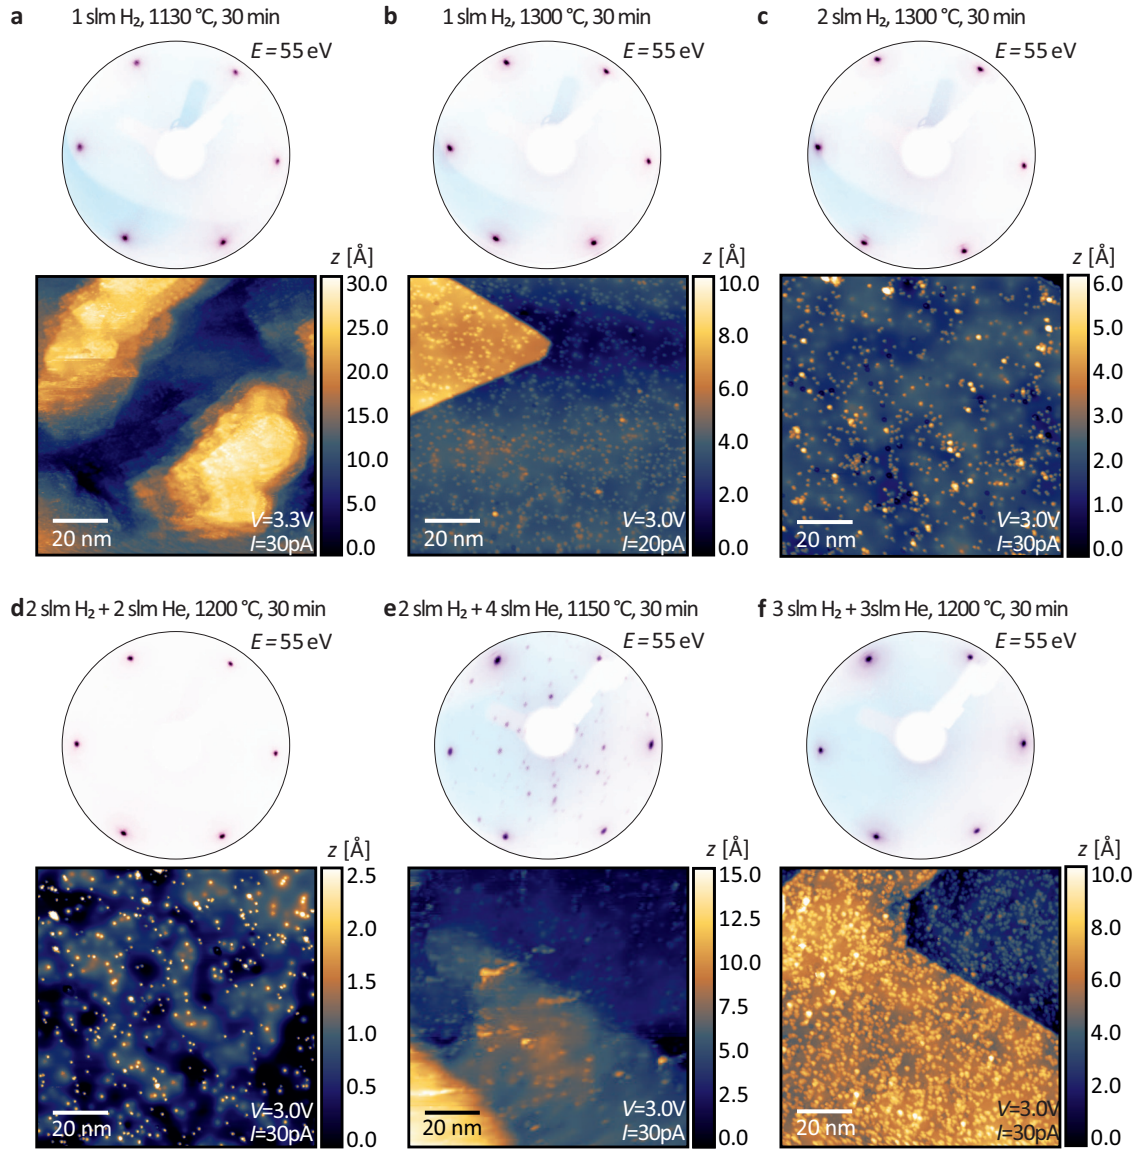 a 1 slm H₂, 1130 °C, 30 min
E = 55 eV
z [Å]
30.0
25.0
20.0
15.0
10.0
5.0
0.0
20 nm
V=3.3V
I=30pA
b 1 slm H₂, 1300 °C, 30 min
E = 55 eV
z [Å]
10.0
8.0
6.0
4.0
2.0
0.0
20 nm
V=3.0V
I=20pA
c 2 slm H₂, 1300 °C, 30 min
E = 55 eV
z [Å]
6.0
5.0
4.0
3.0
2.0
1.0
0.0
20 nm
V=3.0V
I=30pA
d 2 slm H₂ + 2 slm He, 1200 °C, 30 min
E = 55 eV
z [Å]
2.5
2.0
1.5
1.0
0.5
0.0
20 nm
V=3.0V
I=30pA
e 2 slm H₂ + 4 slm He, 1150 °C, 30 min
E = 55 eV
z [Å]
15.0
12.5
10.0
7.5
5.0
2.5
0.0
20 nm
V=3.0V
I=30pA
f 3 slm H₂ + 3slm He, 1200 °C, 30 min
E = 55 eV
z [Å]
10.0
8.0
6.0
4.0
2.0
0.0
20 nm
V=3.0V
I=30pA